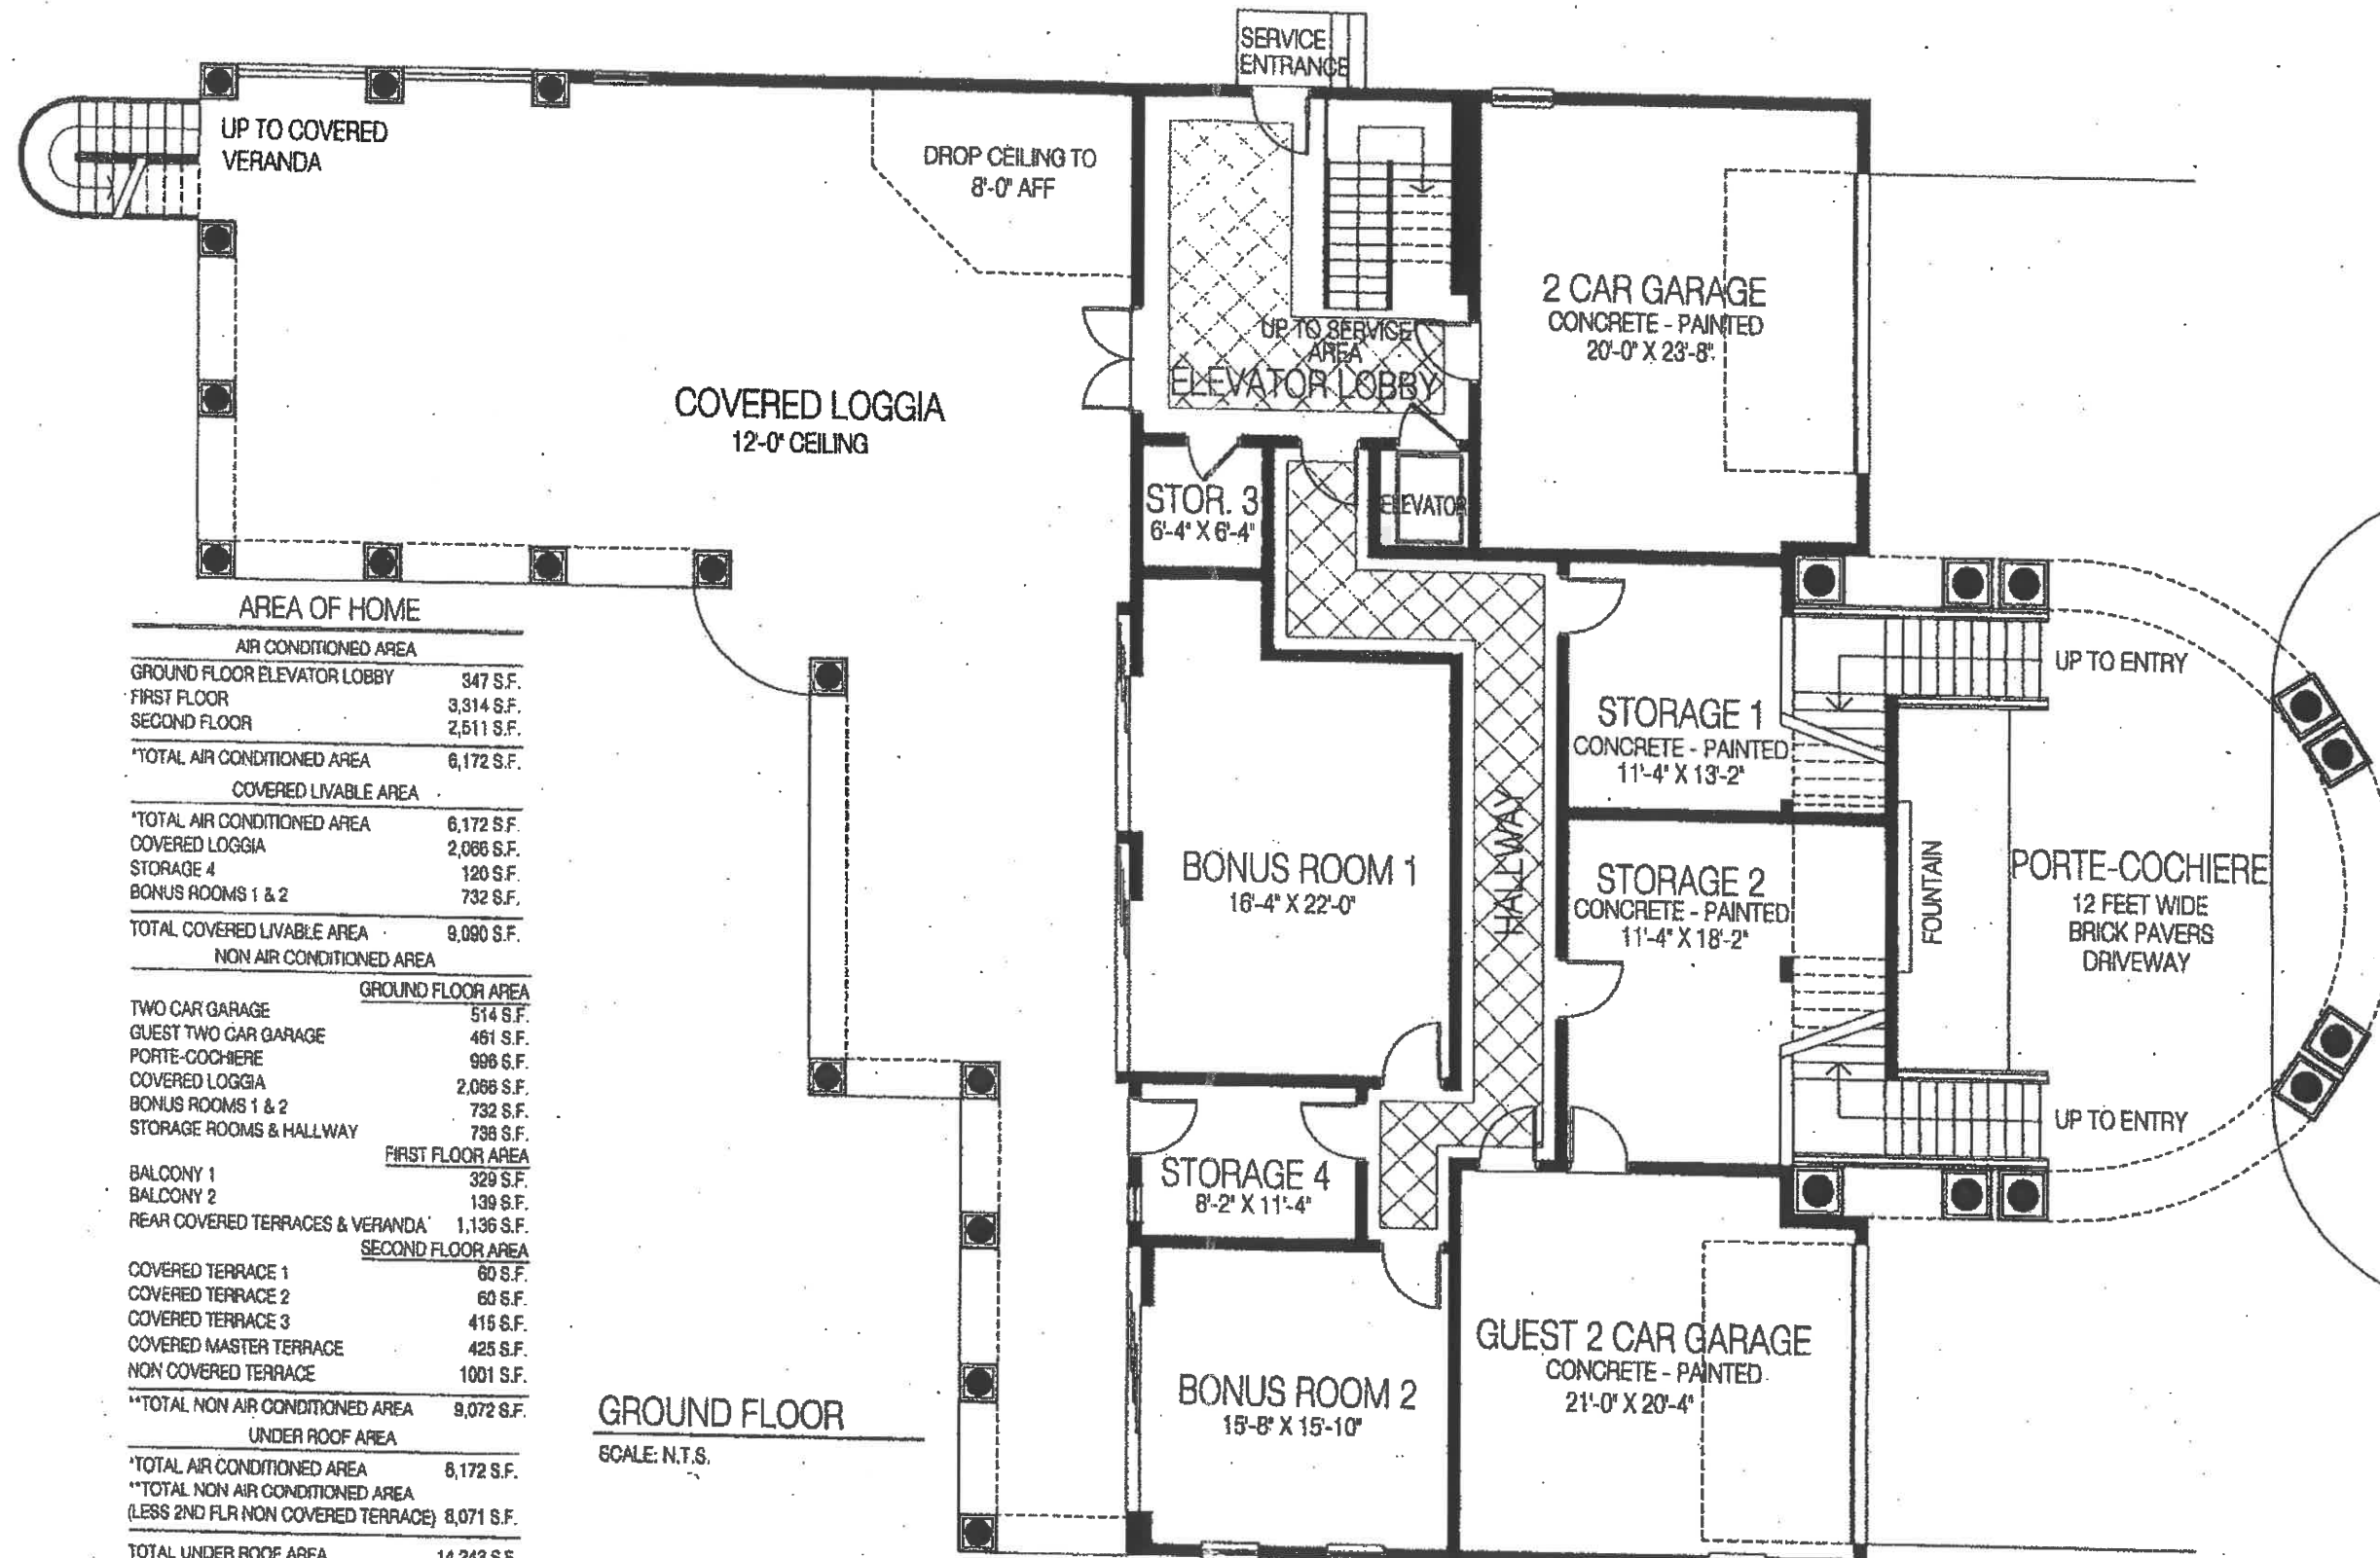 SERVICE
ENTRANCE
UP TO COVERED
VERANDA
DROP CEILING TO
8'-0" AFF
2 CAR GARAGE
CONCRETE - PAINTED
20'-0" X 23'-8"
UP TO SERVICE
AREA
ELEVATOR LOBBY
COVERED LOGGIA
12'-0" CEILING
STOR. 3
6'-4" X 6'-4"
ELEVATOR
UP TO ENTRY
STORAGE 1
CONCRETE - PAINTED
11'-4" X 13'-2"
HALLWAY
BONUS ROOM 1
16'-4" X 22'-0"
STORAGE 2
CONCRETE - PAINTED
11'-4" X 18'-2"
FOUNTAIN
PORTE-COCHIERE
12 FEET WIDE
BRICK PAVERS
DRIVEWAY
UP TO ENTRY
STORAGE 4
8'-2" X 11'-4"
BONUS ROOM 2
15'-8" X 15'-10"
GUEST 2 CAR GARAGE
CONCRETE - PAINTED
21'-0" X 20'-4"
GROUND FLOOR
SCALE: N.T.S.
AREA OF HOME
AIR CONDITIONED AREA
GROUND FLOOR ELEVATOR LOBBY 347 S.F.
FIRST FLOOR 3,314 S.F.
SECOND FLOOR 2,511 S.F.
*TOTAL AIR CONDITIONED AREA 6,172 S.F.
COVERED LIVABLE AREA
*TOTAL AIR CONDITIONED AREA 6,172 S.F.
COVERED LOGGIA 2,066 S.F.
STORAGE 4 120 S.F.
BONUS ROOMS 1 & 2 732 S.F.
TOTAL COVERED LIVABLE AREA 9,090 S.F.
NON AIR CONDITIONED AREA
GROUND FLOOR AREA
TWO CAR GARAGE 514 S.F.
GUEST TWO CAR GARAGE 461 S.F.
PORTE-COCHIERE 996 S.F.
COVERED LOGGIA 2,066 S.F.
BONUS ROOMS 1 & 2 732 S.F.
STORAGE ROOMS & HALLWAY 736 S.F.
FIRST FLOOR AREA
BALCONY 1 329 S.F.
BALCONY 2 139 S.F.
REAR COVERED TERRACES & VERANDA 1,136 S.F.
SECOND FLOOR AREA
COVERED TERRACE 1 60 S.F.
COVERED TERRACE 2 60 S.F.
COVERED TERRACE 3 415 S.F.
COVERED MASTER TERRACE 425 S.F.
NON COVERED TERRACE 1001 S.F.
**TOTAL NON AIR CONDITIONED AREA 9,072 S.F.
UNDER ROOF AREA
*TOTAL AIR CONDITIONED AREA 6,172 S.F.
**TOTAL NON AIR CONDITIONED AREA
(LESS 2ND FLR NON COVERED TERRACE) 8,071 S.F.
TOTAL UNDER ROOF AREA 14,243 S.F.